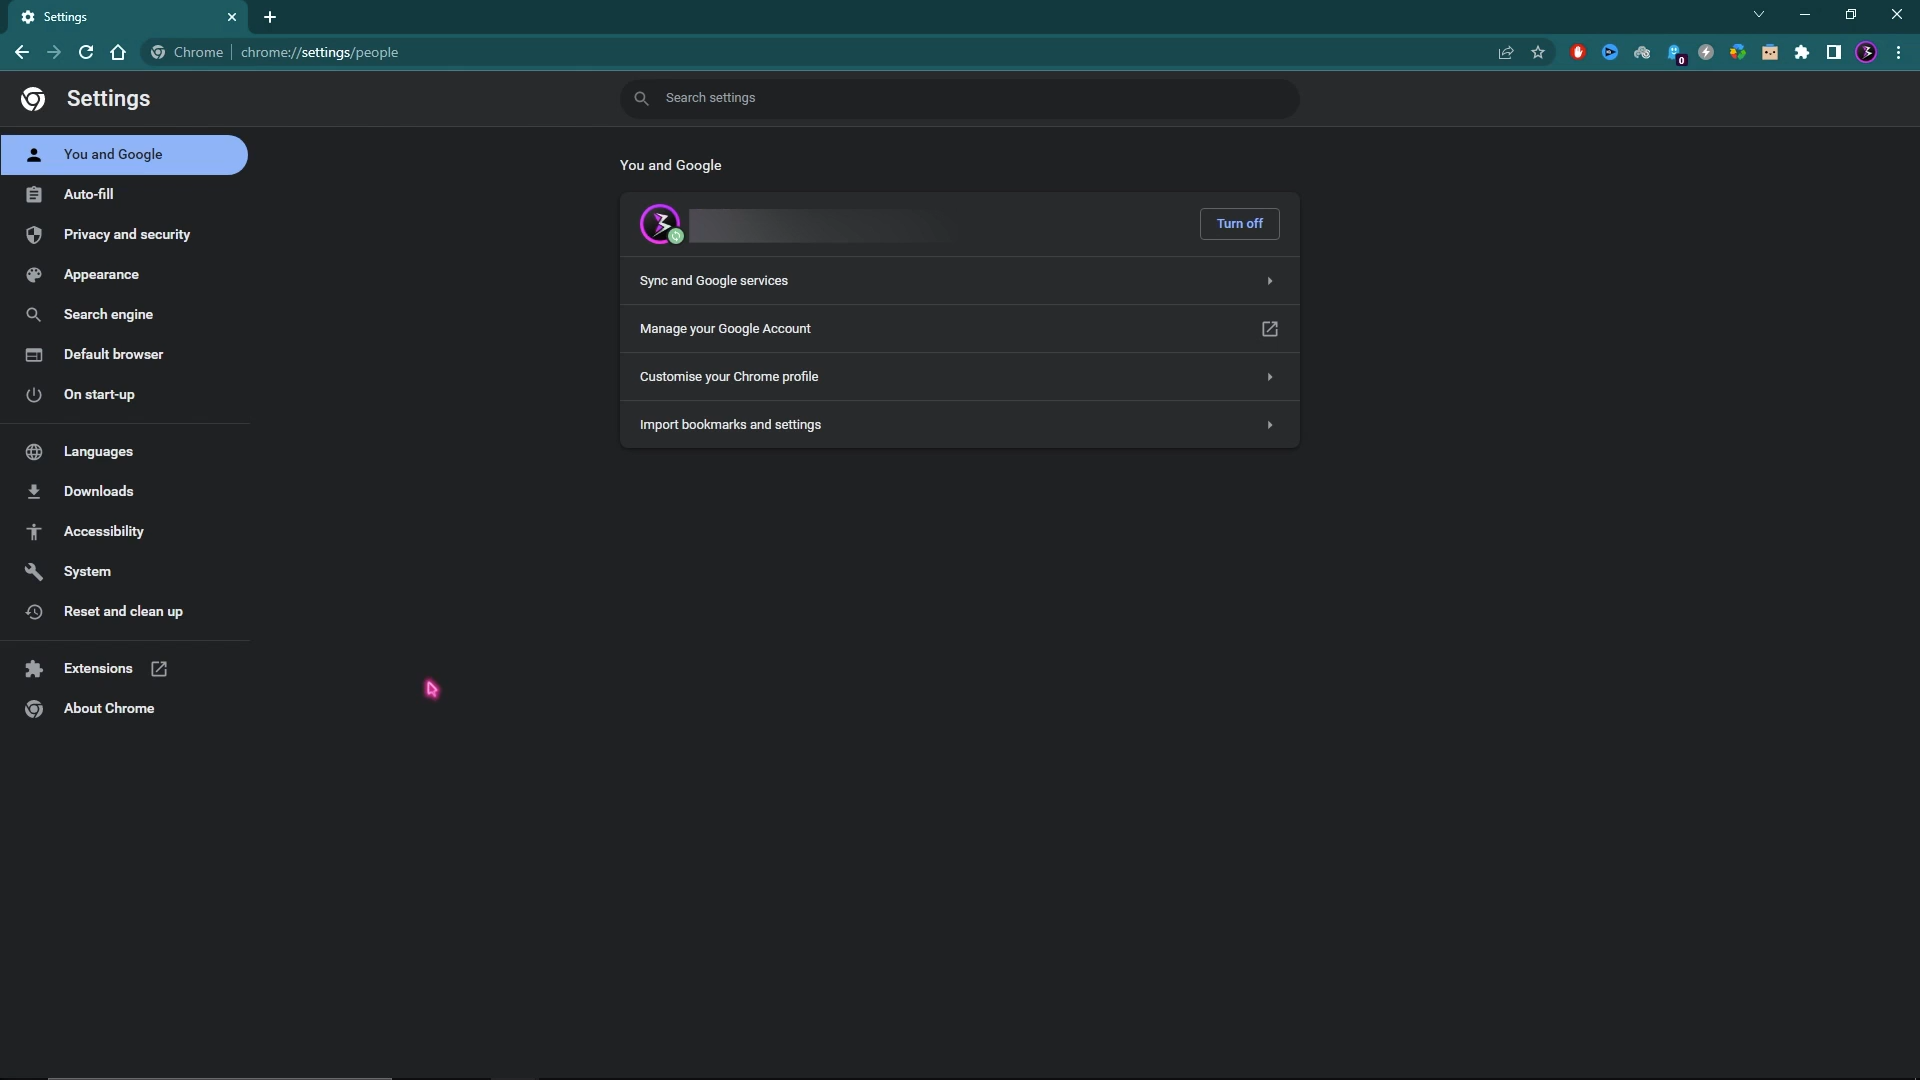 Settings
Chrome
chrome://settings/people
0
Settings
Search settings
You and Google
Auto-fill
Privacy and security
Appearance
Search engine
Default browser
On start-up
Languages
Downloads
Accessibility
System
Reset and clean up
Extensions
About Chrome
You and Google
Turn off
Sync and Google services
Manage your Google Account
Customise your Chrome profile
Import bookmarks and settings